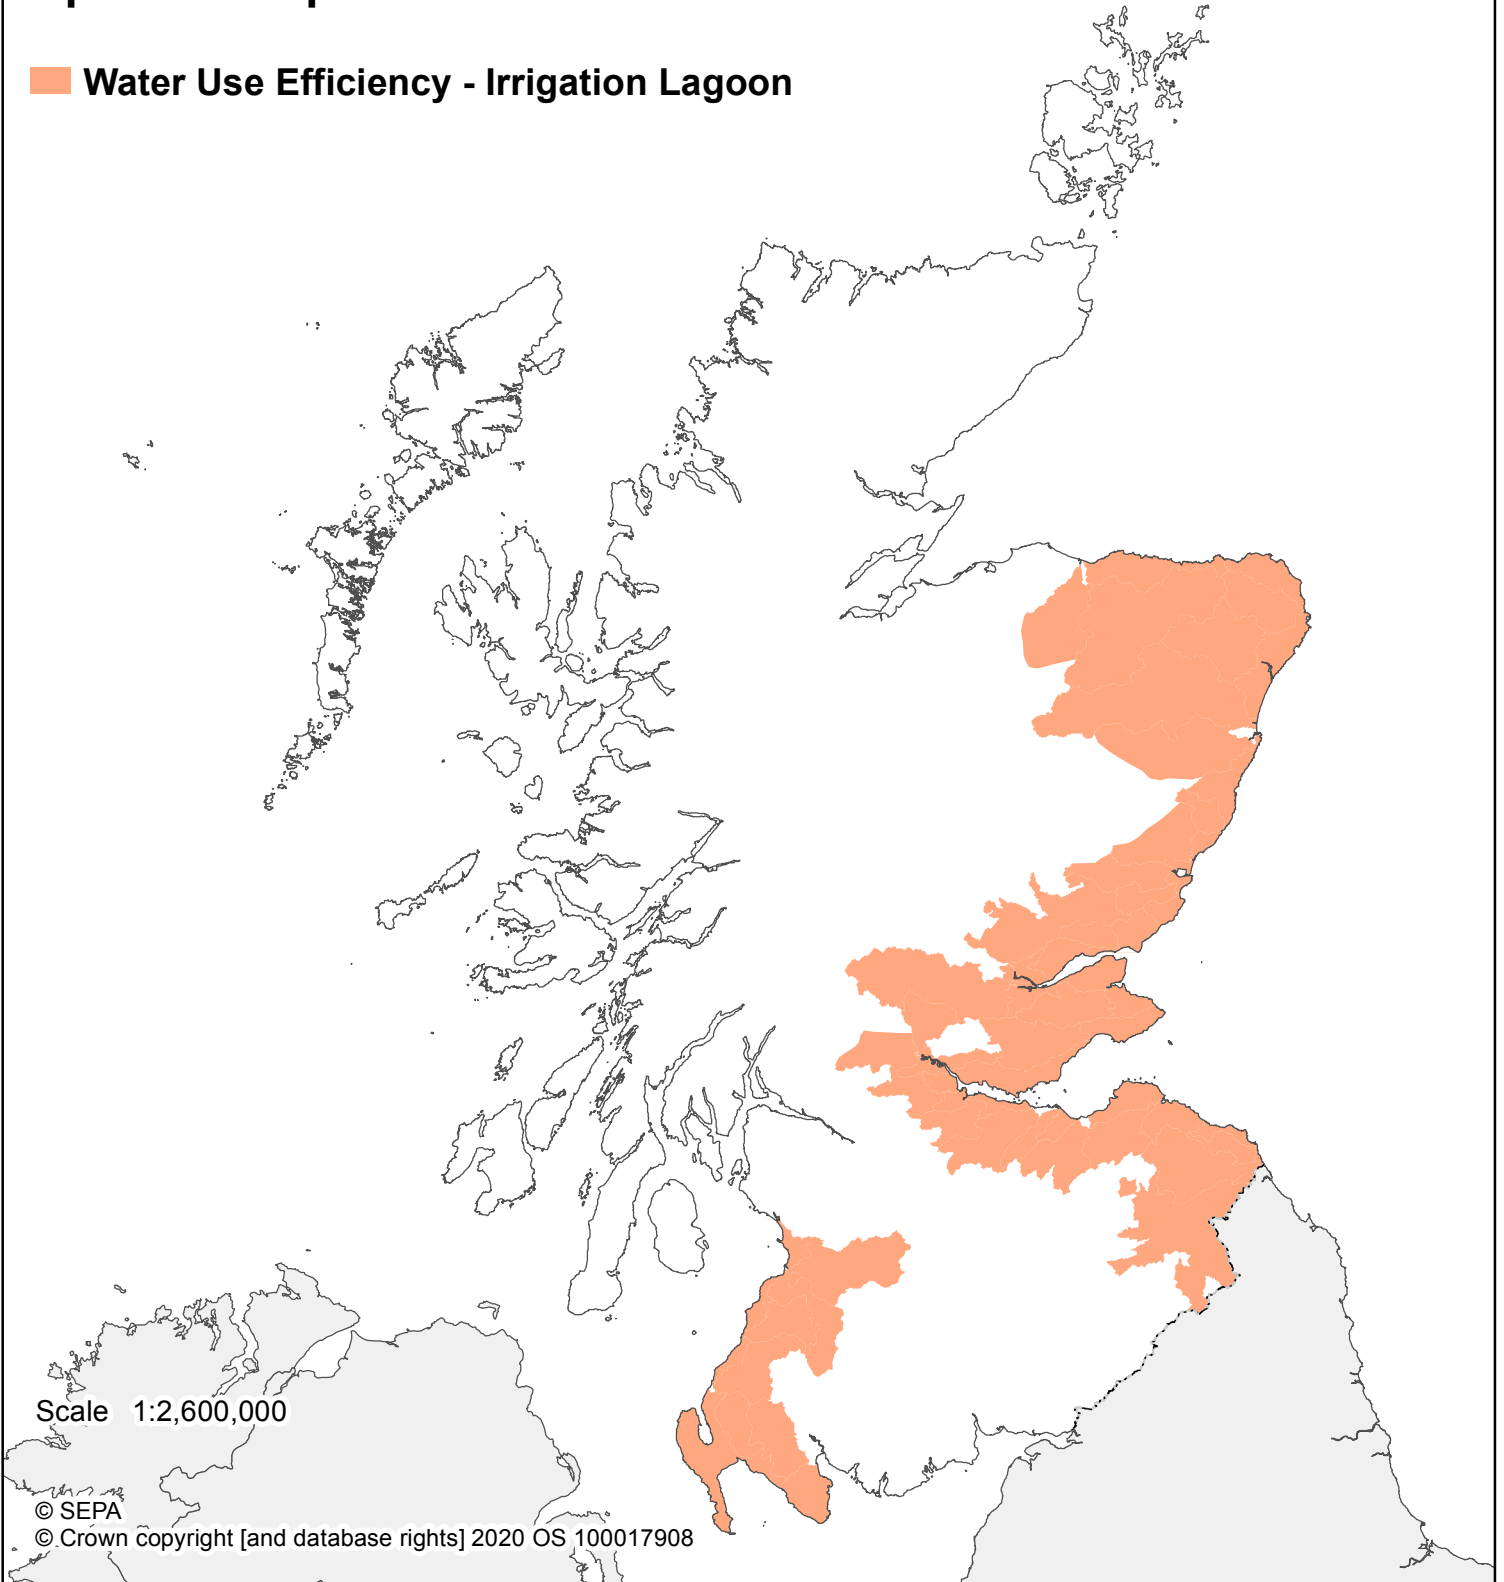 Water Use Efficiency - Irrigation Lagoon
Scale 1:2,600,000
© SEPA
© Crown copyright [and database rights] 2020 OS 100017908